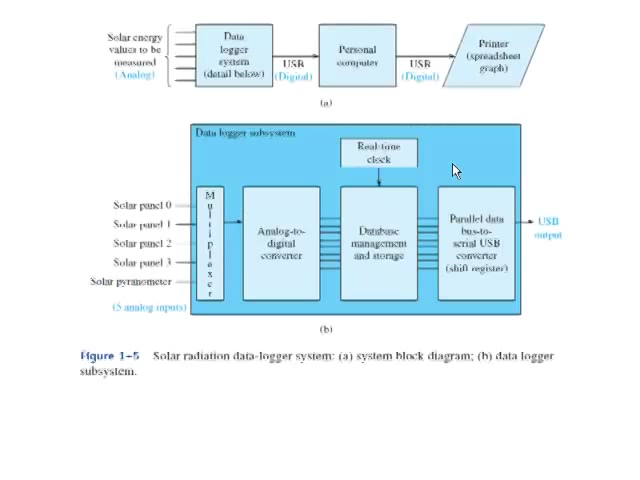 Solar energy
values to be
measured
(Analog)
Data
logger
system
(detail below)
USB
(Digital)
Personal
computer
USB
(Digital)
Printer
(spreadsheet
graph)
(a)
Data logger subsystem
Real-time
clock
Solar panel 0
Solar panel 1
Solar panel 2
Solar panel 3
Solar pyranometer
(5 analog inputs)
Multiplexer
Analog-to-
digital
converter
Database
management
and storage
Parallel data
bus-to-
serial USB
converter
(shift register)
USB
output
(b)
Figure 1–5 Solar radiation data-logger system: (a) system block diagram; (b) data logger
subsystem.